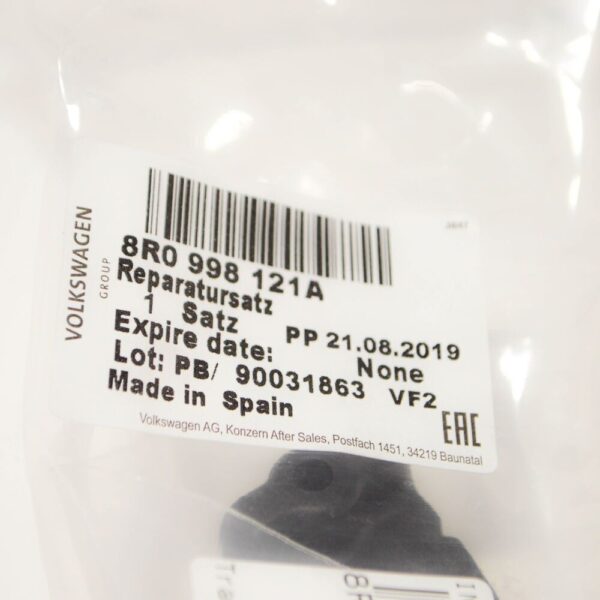 VOLKSWAGEN
GROUP
8R0 998 121A
Reparatursatz
1 Satz PP 21.08.2019
Expire date: None
Lot: PB/ 90031863 VF2
Made in Spain
EAC
Volkswagen AG, Konzern After Sales, Postfach 1451, 34219 Baunatal